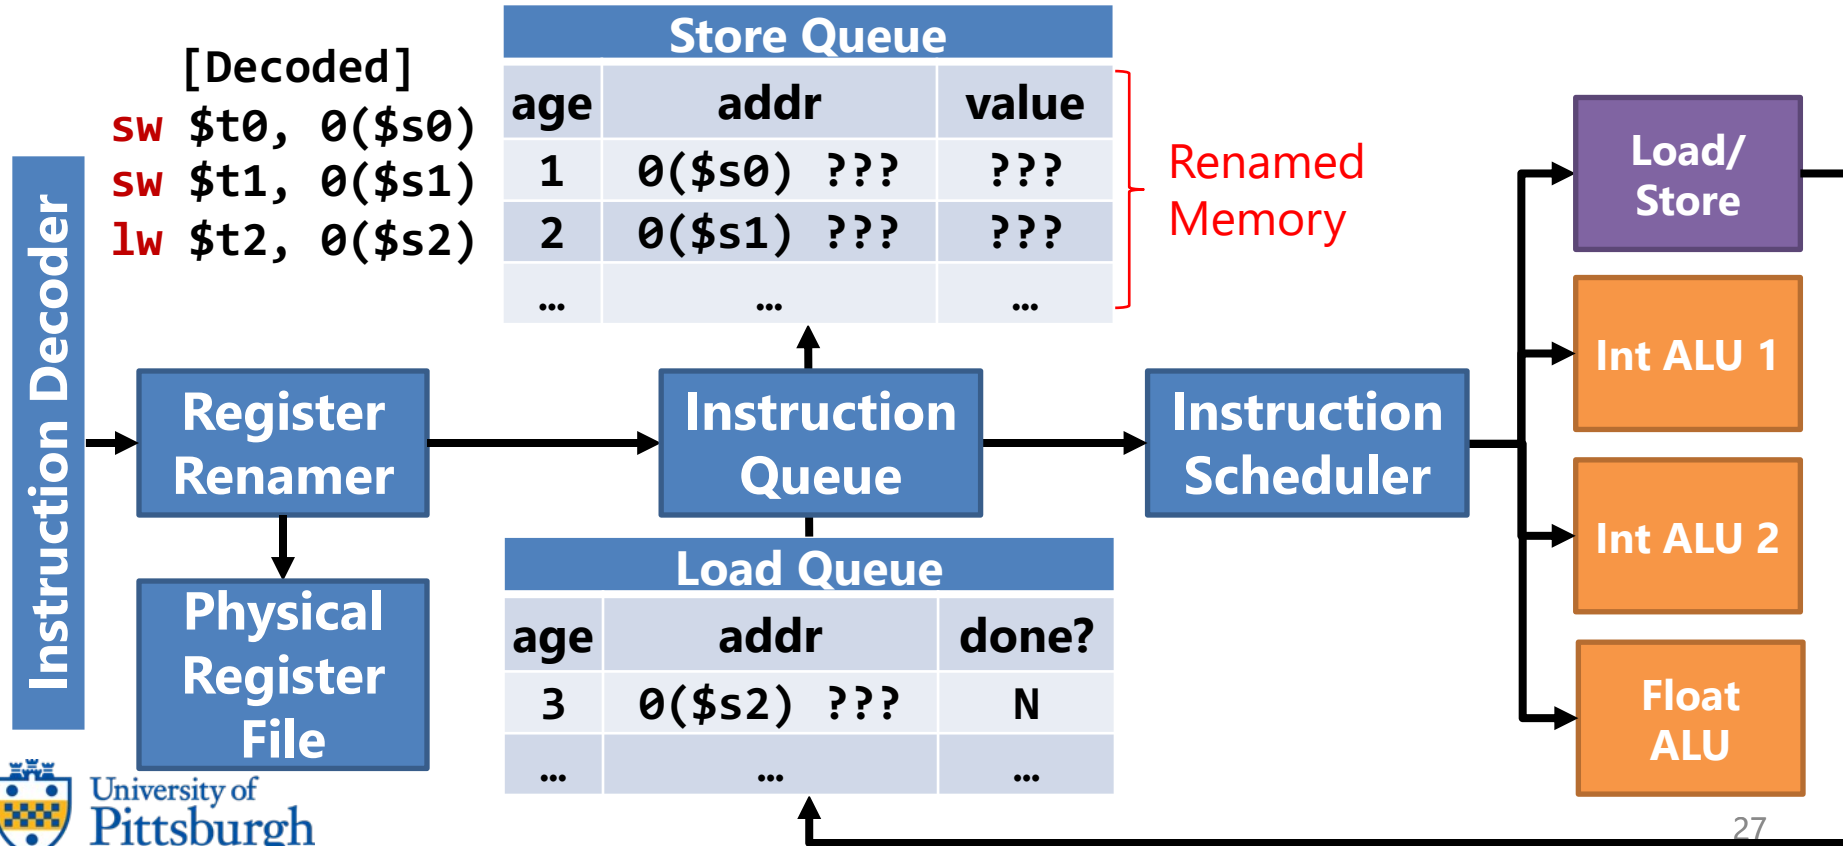 [Decoded]
sw $t0, 0($s0)
sw $t1, 0($s1)
lw $t2, 0($s2)
Instruction Decoder
Store Queue
age addr value
1 0($s0) ??? ???
2 0($s1) ??? ???
… … …
Renamed
Memory
Register
Renamer
Physical
Register
File
Instruction
Queue
Load Queue
age addr done?
3 0($s2) ??? N
… … …
Instruction
Scheduler
Load/
Store
Int ALU 1
Int ALU 2
Float
ALU
University of
Pittsburgh
27